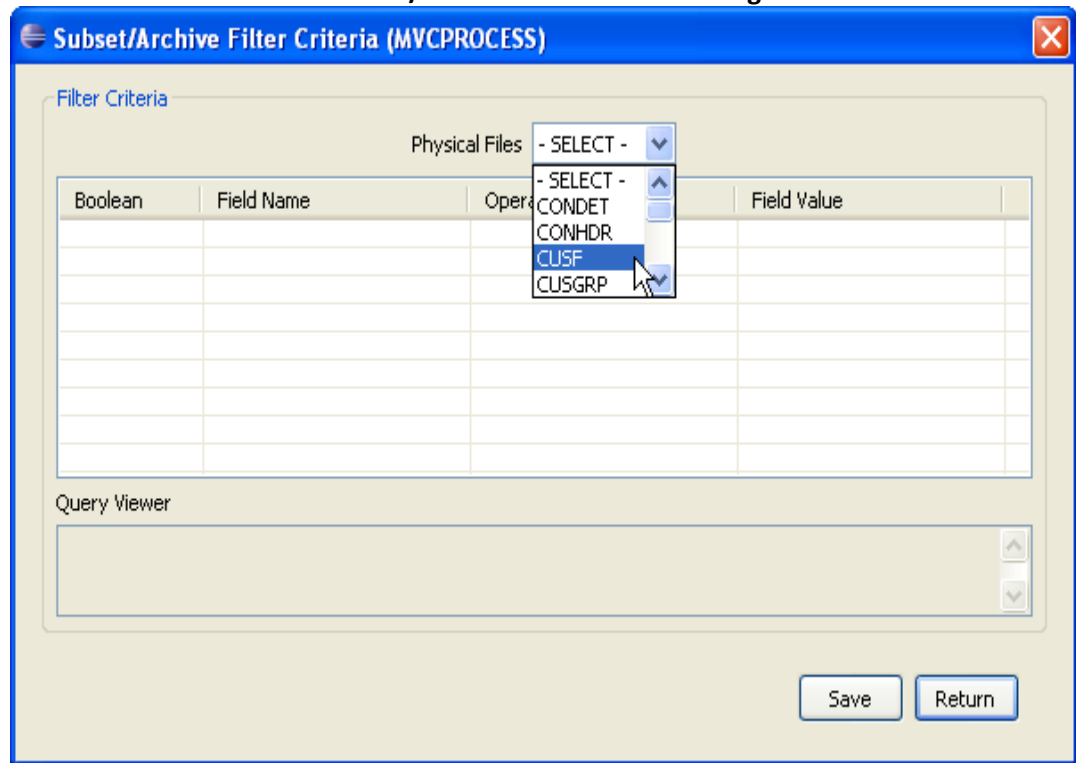 Subset/Archive Filter Criteria (MVCPROCESS)
Filter Criteria
Physical Files - SELECT -
- SELECT -
CONDET
CONHDR
CUSF
CUSGRP
Boolean Field Name Opera Field Value
Query Viewer
Save Return